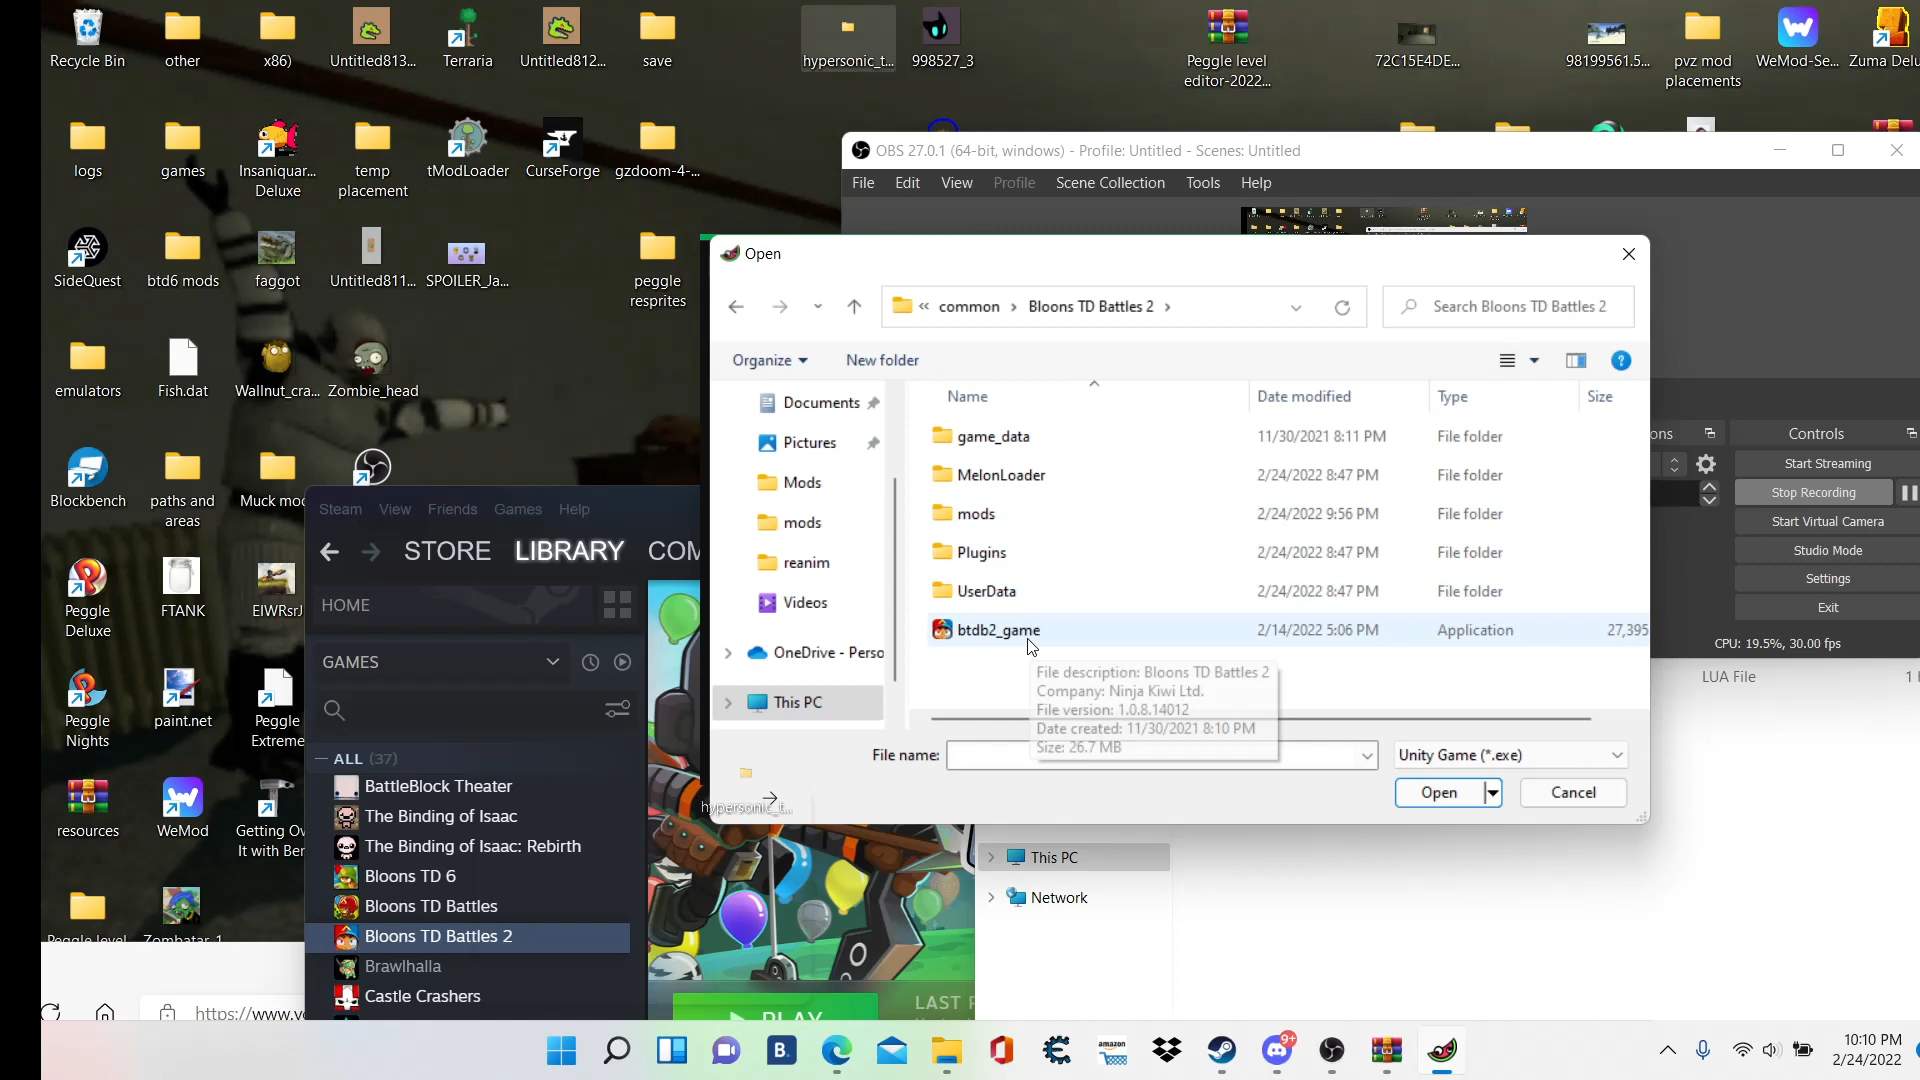 Recycle Bin
other
x86)
Untitled813...
Terraria
Untitled812...
save
hypersonic_t...
998527_3
Peggle level
editor-2022...
72C15E4DE...
98199561.5...
pvz mod
placements
WeMod-Se...
Zuma Delu
logs
games
Insaniquar...
Deluxe
temp
placement
tModLoader
CurseForge
gzdoom-4-...
OBS 27.0.1 (64-bit, windows) - Profile: Untitled - Scenes: Untitled
File
Edit
View
Profile
Scene Collection
Tools
Help
SideQuest
btd6 mods
faggot
Untitled811...
SPOILER_Ja...
peggle
resprites
Open
common
Bloons TD Battles 2
Search Bloons TD Battles 2
Organize
New folder
emulators
Fish.dat
Wallnut_cra...
Zombie_head
Documents
Pictures
Mods
mods
reanim
Videos
OneDrive - Perso
This PC
Name
Date modified
Type
Size
game_data
11/30/2021 8:11 PM
File folder
MelonLoader
2/24/2022 8:47 PM
File folder
mods
2/24/2022 9:56 PM
File folder
Plugins
2/24/2022 8:47 PM
File folder
UserData
2/24/2022 8:47 PM
File folder
btdb2_game
2/14/2022 5:06 PM
Application
27,395
File description: Bloons TD Battles 2
Company: Ninja Kiwi Ltd.
File version: 1.0.8.14012
Date created: 11/30/2021 8:10 PM
Size: 26.7 MB
File name:
Unity Game (*.exe)
Open
Cancel
hypersonic_t...
ons
Controls
Start Streaming
Stop Recording
Start Virtual Camera
Studio Mode
Settings
Exit
CPU: 19.5%, 30.00 fps
LUA File
1
Blockbench
paths and
areas
Muck mo
Peggle
Deluxe
FTANK
EIWRsrJ
Peggle
Nights
paint.net
Peggle
Extreme
resources
WeMod
Getting Ov
It with Ber
Peggle level
Zombatar_1
Steam
View
Friends
Games
Help
STORE
LIBRARY
COM
HOME
GAMES
ALL (37)
BattleBlock Theater
The Binding of Isaac
The Binding of Isaac: Rebirth
Bloons TD 6
Bloons TD Battles
Bloons TD Battles 2
Brawlhalla
Castle Crashers
PLAY
LAST P
This PC
Network
https://www.yo
B.
amazon
9+
10:10 PM
2/24/2022